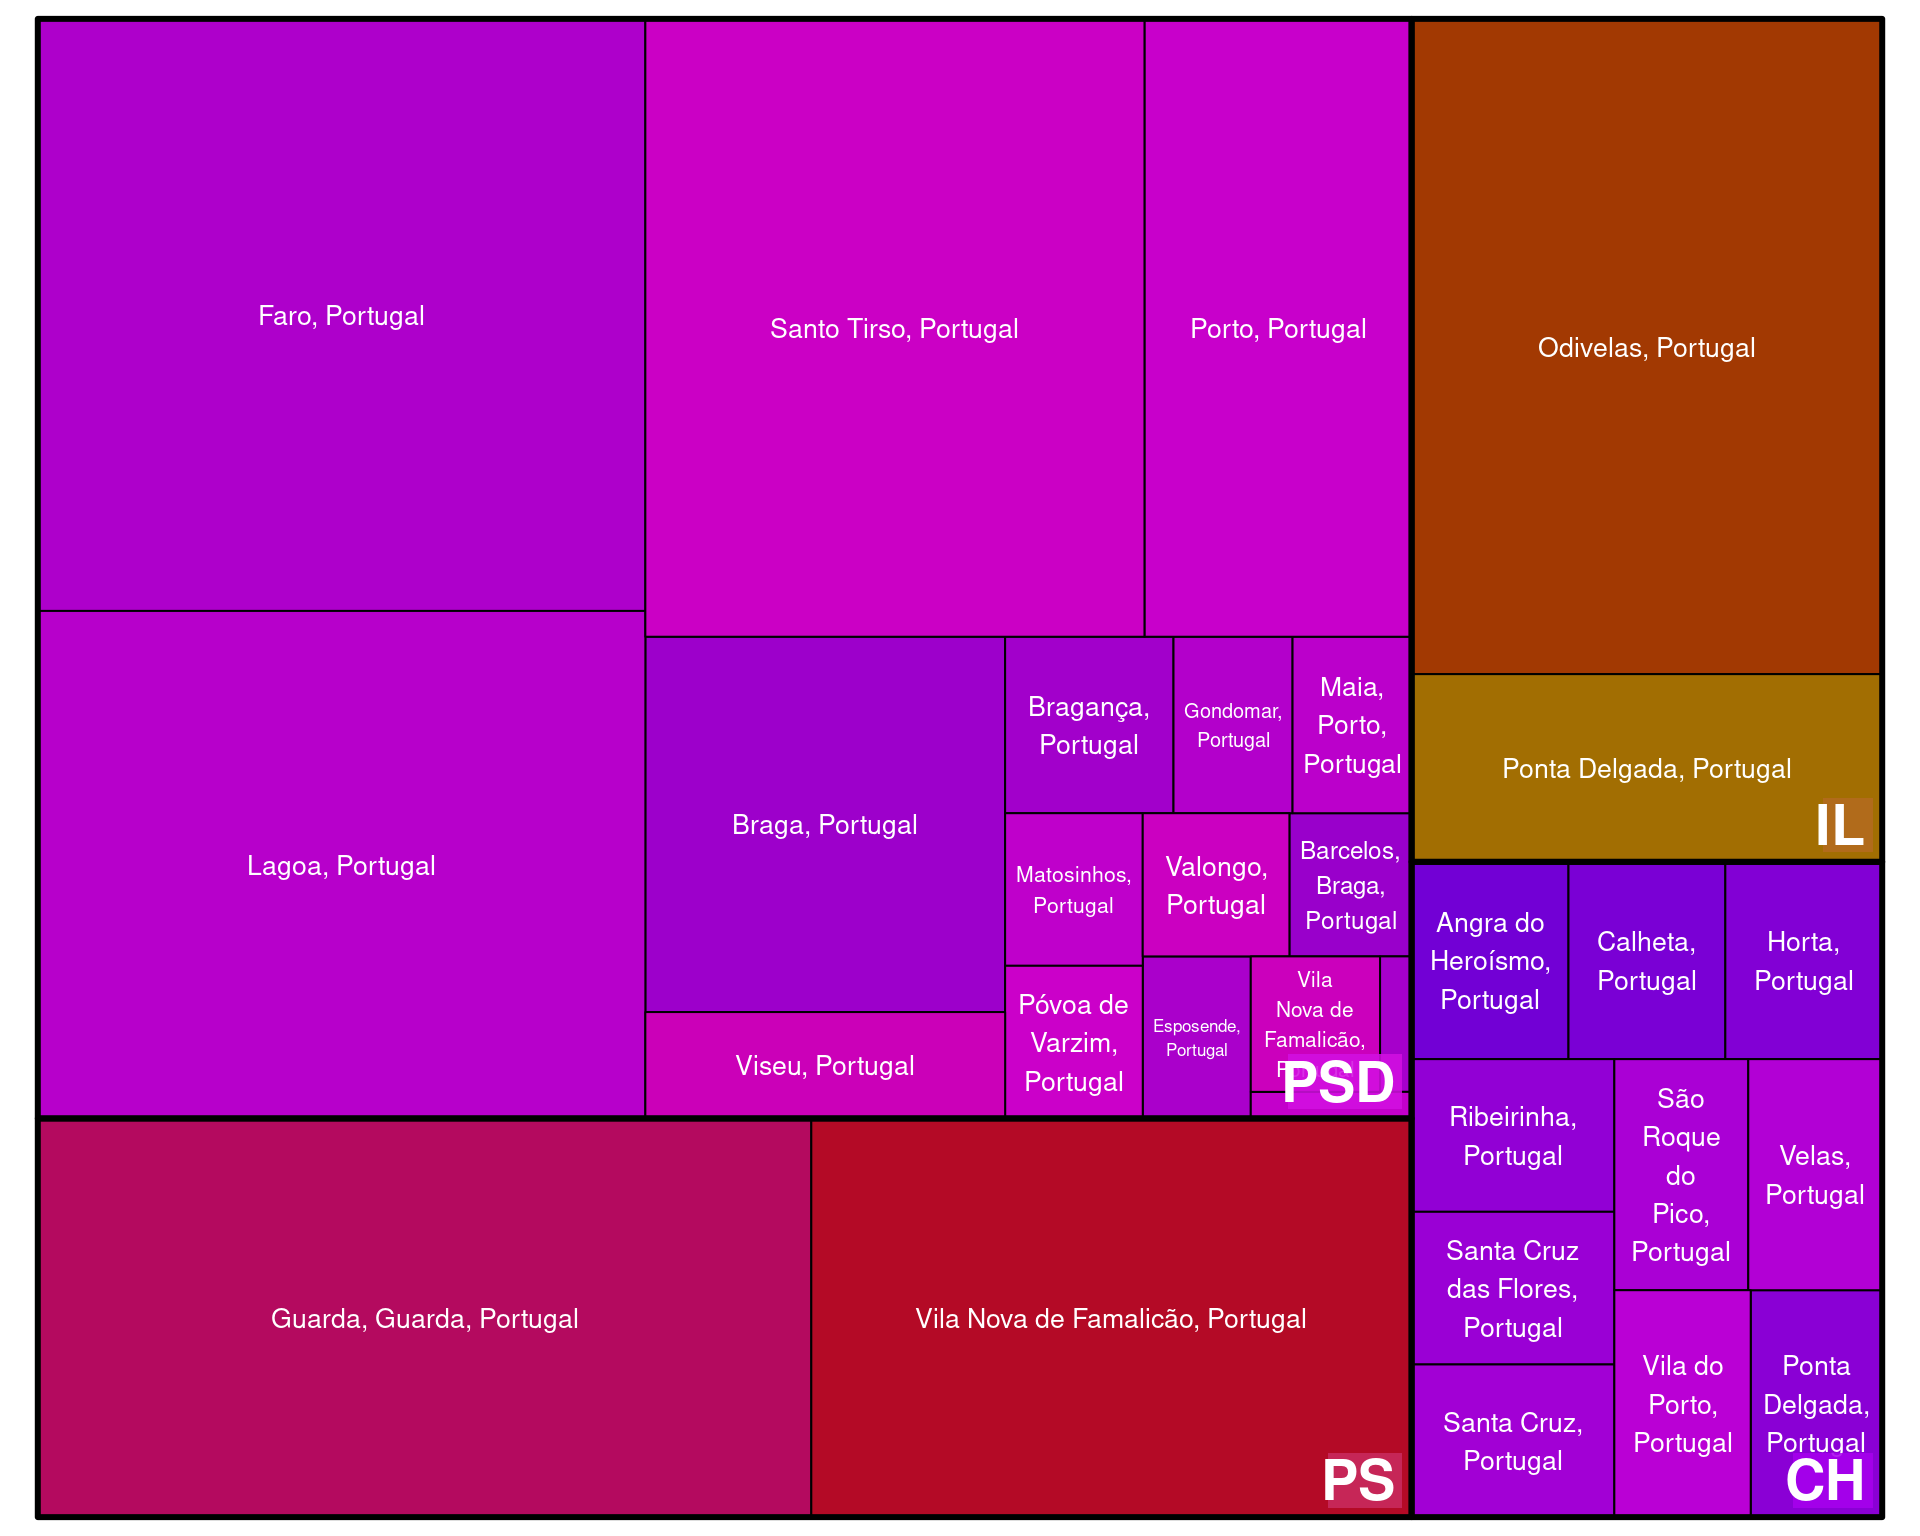 Faro, Portugal
Santo Tirso, Portugal
Porto, Portugal
Odivelas, Portugal
Lagoa, Portugal
Braga, Portugal
Viseu, Portugal
Bragança,
Portugal
Gondomar,
Portugal
Maia,
Porto,
Portugal
Matosinhos,
Portugal
Valongo,
Portugal
Barcelos,
Braga,
Portugal
Póvoa de
Varzim,
Portugal
Esposende,
Portugal
Vila
Nova de
Famalicão,
PSD
Ponta Delgada, Portugal
IL
Guarda, Guarda, Portugal
Vila Nova de Famalicão, Portugal
PS
Angra do
Heroísmo,
Portugal
Calheta,
Portugal
Horta,
Portugal
Ribeirinha,
Portugal
São
Roque
do
Pico,
Portugal
Velas,
Portugal
Santa Cruz
das Flores,
Portugal
Santa Cruz,
Portugal
Vila do
Porto,
Portugal
Ponta
Delgada,
Portugal
CH